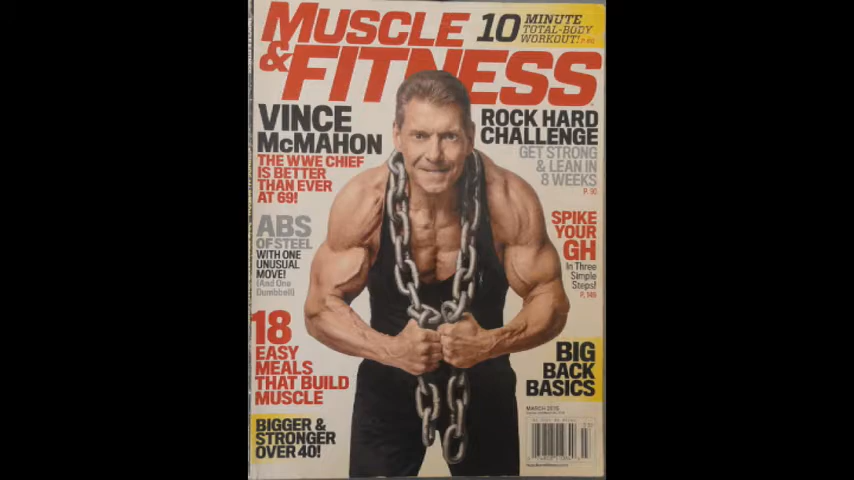 MUSCLE
& FITNESS
10 MINUTE
TOTAL-BODY
WORKOUT!
VINCE
McMAHON
THE WWE CHIEF
IS BETTER
THAN EVER
AT 69!
ABS
OF STEEL
WITH ONE
UNUSUAL
MOVE!
(And One
Dumbbell)
18
EASY
MEALS
THAT BUILD
MUSCLE
BIGGER &
STRONGER
OVER 40!
ROCK HARD
CHALLENGE
GET STRONG
& LEAN IN
8 WEEKS
SPIKE
YOUR
GH
In Three
Simple
Steps!
BIG
BACK
BASICS
MARCH 2015